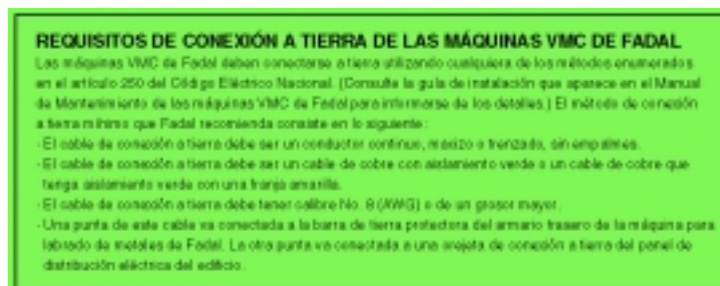 REQUISITOS DE CONEXIÓN A TIERRA DE LAS MÁQUINAS VMC DE FADAL
Las máquinas VMC de Fadal deben conectarse a tierra utilizando cualquiera de los métodos enumerados
en el artículo 250 del Código Eléctrico Nacional. (Consulte la guía de instalación que aparece en el Manual
de Mantenimiento de las máquinas VMC de Fadal para informarse de los detalles.) El método de conexión
a tierra mínimo que Fadal recomienda consiste en lo siguiente:
- El cable de conexión a tierra debe ser un conductor continuo, macizo o trenzado, sin empalmes.
- El cable de conexión a tierra debe ser un cable de cobre con aislamiento verde o un cable de cobre que
tenga aislamiento verde con una franja amarilla.
- El cable de conexión a tierra debe tener calibre No. 8 (AWG) o de un grosor mayor.
- Una punta de este cable va conectada a la barra de tierra protectora del armario trasero de la máquina para
labrado de metales de Fadal. La otra punta va conectada a una orejeta de conexión a tierra del panel de
distribución eléctrica del edificio.